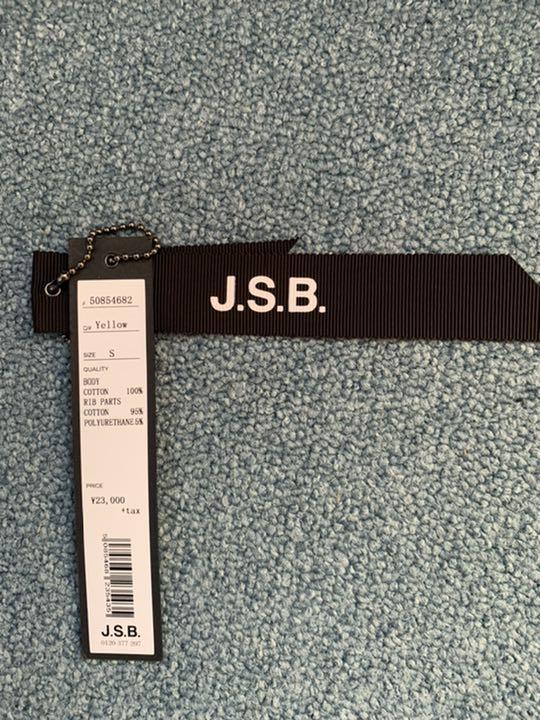 J.S.B.
# 50854682
Yellow
SIZE S
QUALITY
BODY
COTTON 100%
RIB PARTS
COTTON 95%
POLYURETHANE 5%
PRICE
¥23,000
+tax
J.S.B.
0120 377 207